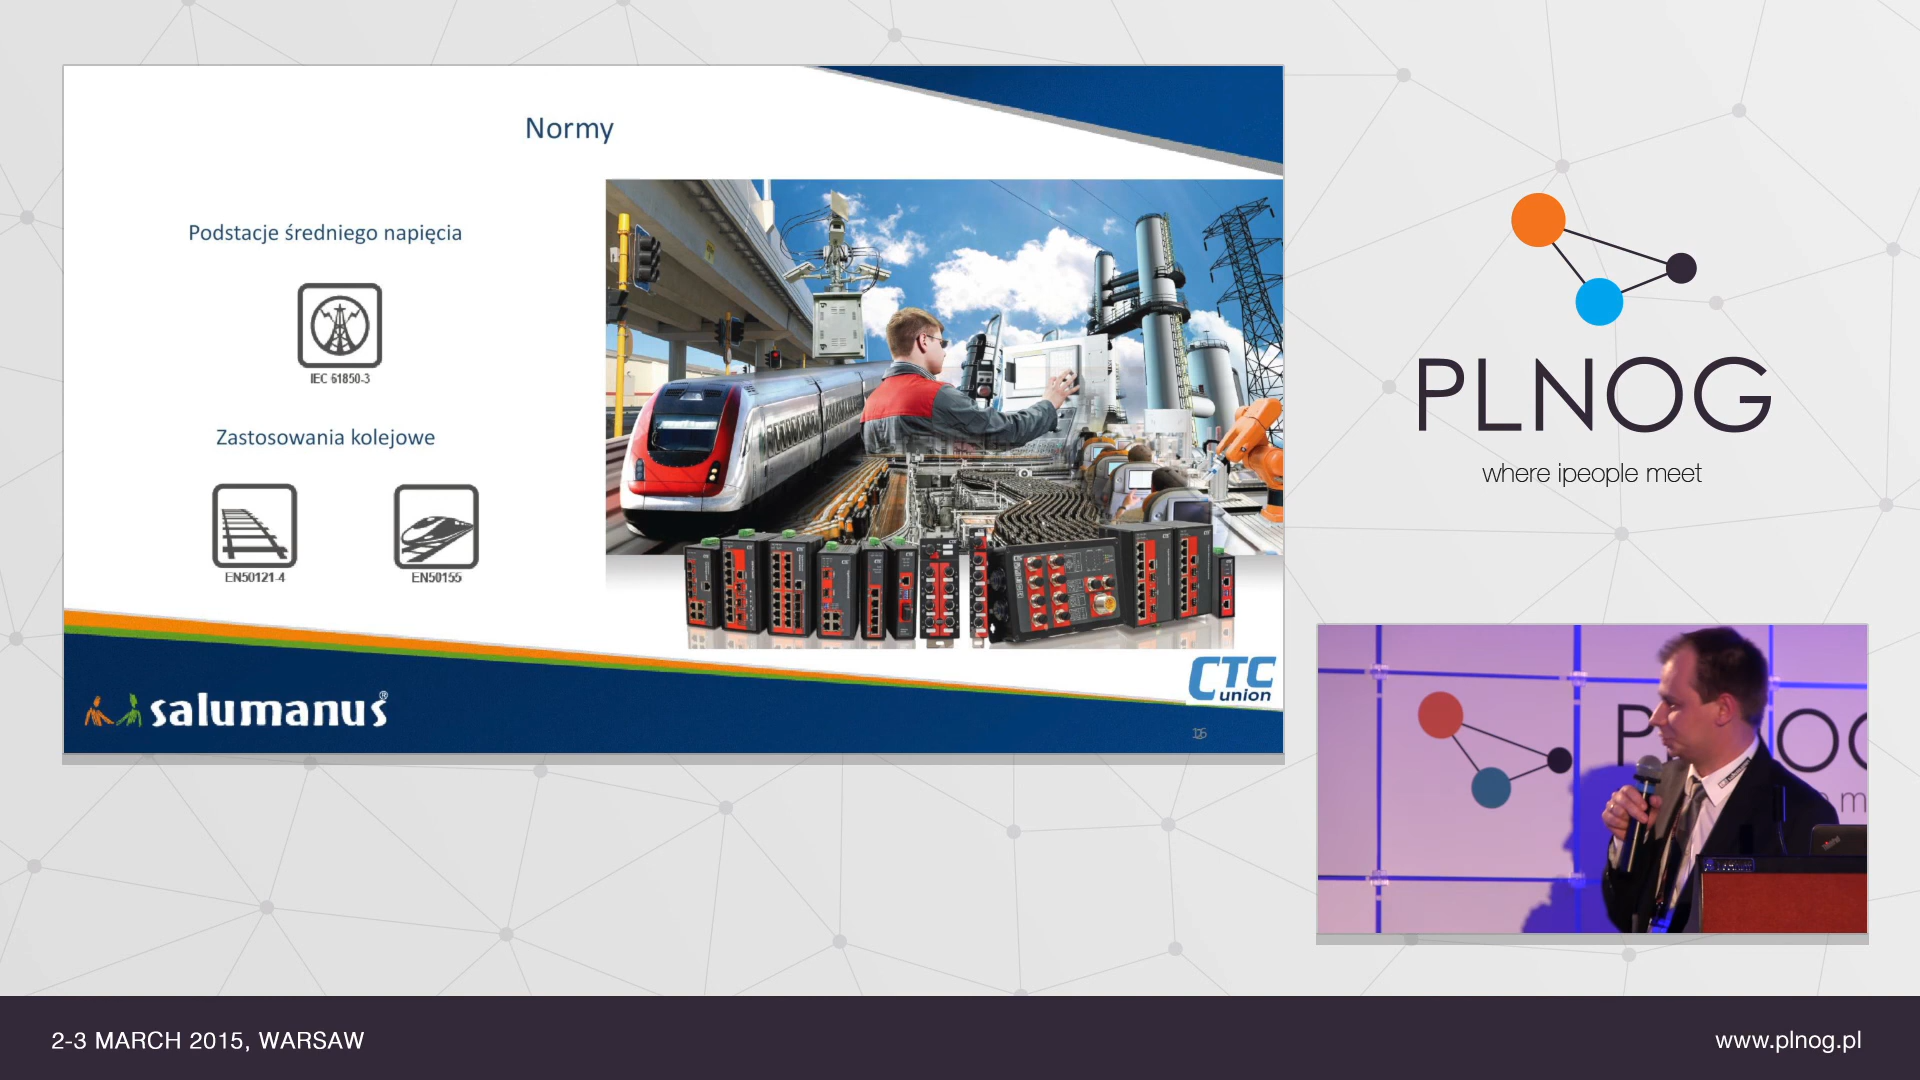 Normy
Podstacje średniego napięcia
IEC 61850-3
Zastosowania kolejowe
EN50121-4
EN50155
salumanus®
CTC
union
PLNOG
where ipeople meet
2-3 MARCH 2015, WARSAW
www.plnog.pl